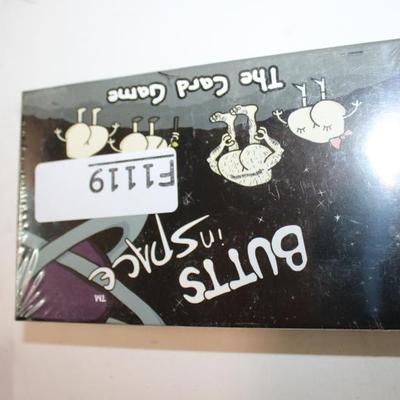 BUTTS
in SPACE
TM
F1119
The Card Game